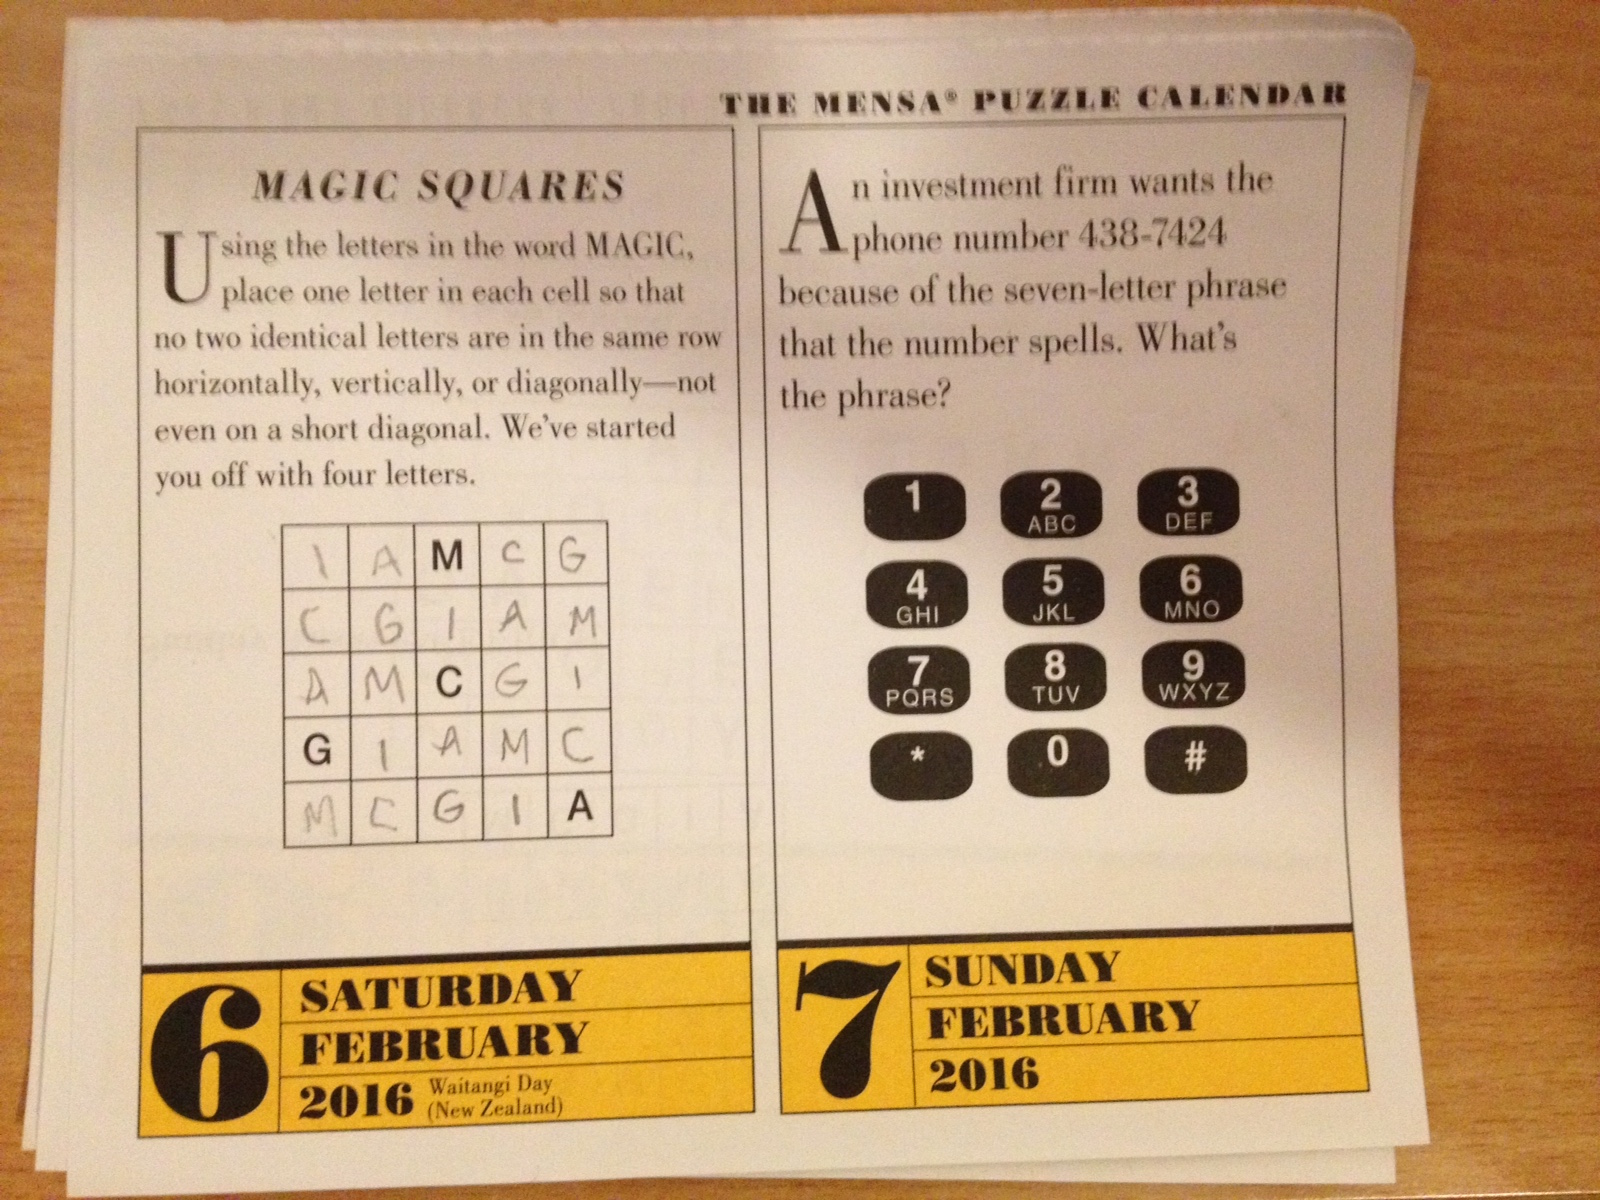 THE MENSA® PUZZLE CALENDAR
MAGIC SQUARES
Using the letters in the word MAGIC,
place one letter in each cell so that
no two identical letters are in the same row
horizontally, vertically, or diagonally—not
even on a short diagonal. We've started
you off with four letters.
I A M C G
C G I A M
A M C G I
G I A M C
M C G I A
6
SATURDAY
FEBRUARY
2016 Waitangi Day
(New Zealand)
An investment firm wants the
phone number 438-7424
because of the seven-letter phrase
that the number spells. What's
the phrase?
1 2 3
ABC DEF
4 5 6
GHI JKL MNO
7 8 9
PQRS TUV WXYZ
* 0 #
7
SUNDAY
FEBRUARY
2016